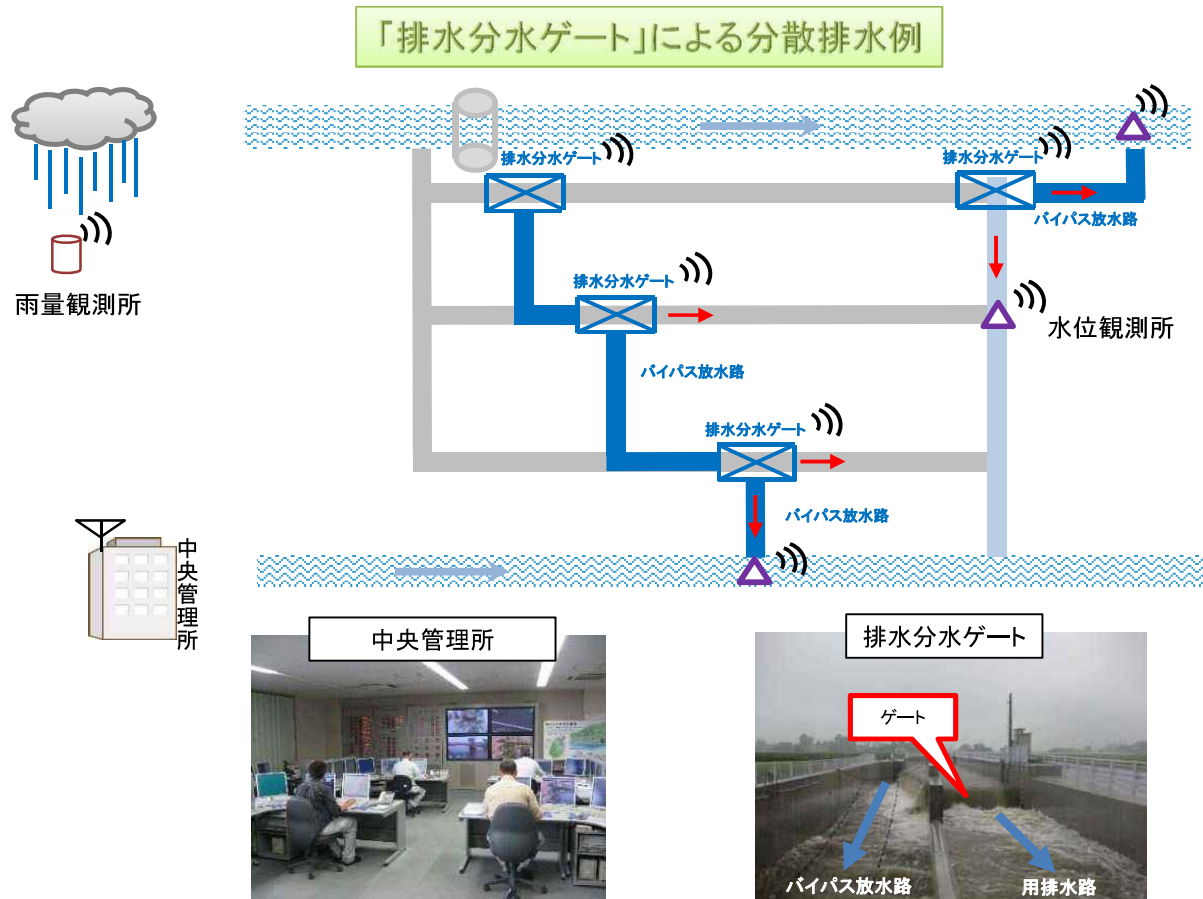 「排水分水ゲート」による分散排水例
排水分水ゲート
排水分水ゲート
バイパス放水路
雨量観測所
排水分水ゲート
水位観測所
バイパス放水路
排水分水ゲート
バイパス放水路
中央管理所
中央管理所
排水分水ゲート
ゲート
バイパス放水路
用排水路